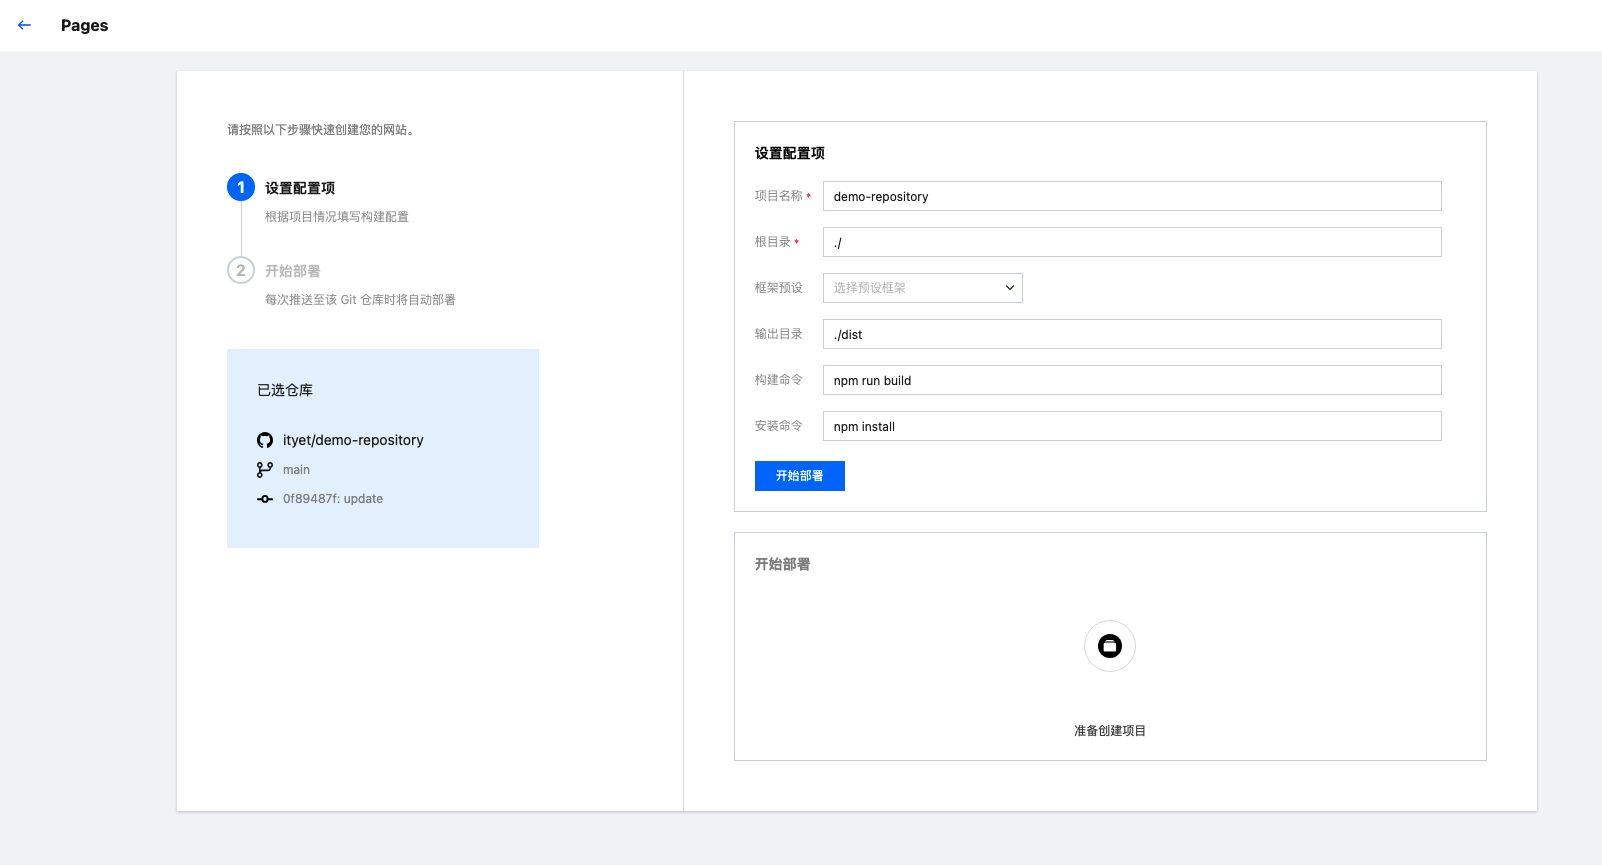 Pages
请按照以下步骤快速创建您的网站。
1 设置配置项
根据项目情况填写构建配置
2 开始部署
每次推送至该 Git 仓库时将自动部署
已选仓库
ityet/demo-repository
main
0f89487f: update
设置配置项
项目名称 * demo-repository
根目录 * ./
框架预设 选择预设框架
输出目录 ./dist
构建命令 npm run build
安装命令 npm install
开始部署
开始部署
准备创建项目